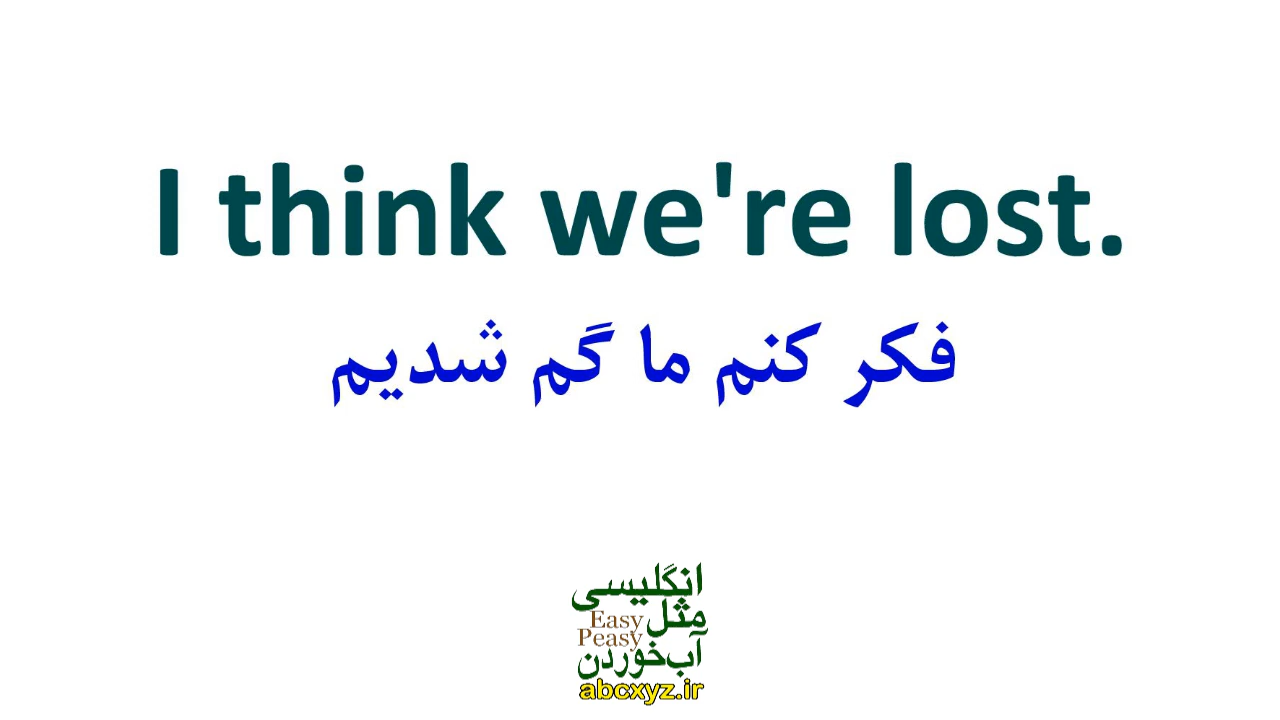 I think we're lost.
فکر کنم ما گم شدیم
انگلیسی
مثل
Easy
Peasy
آب‌خوردن
abcxyz.ir